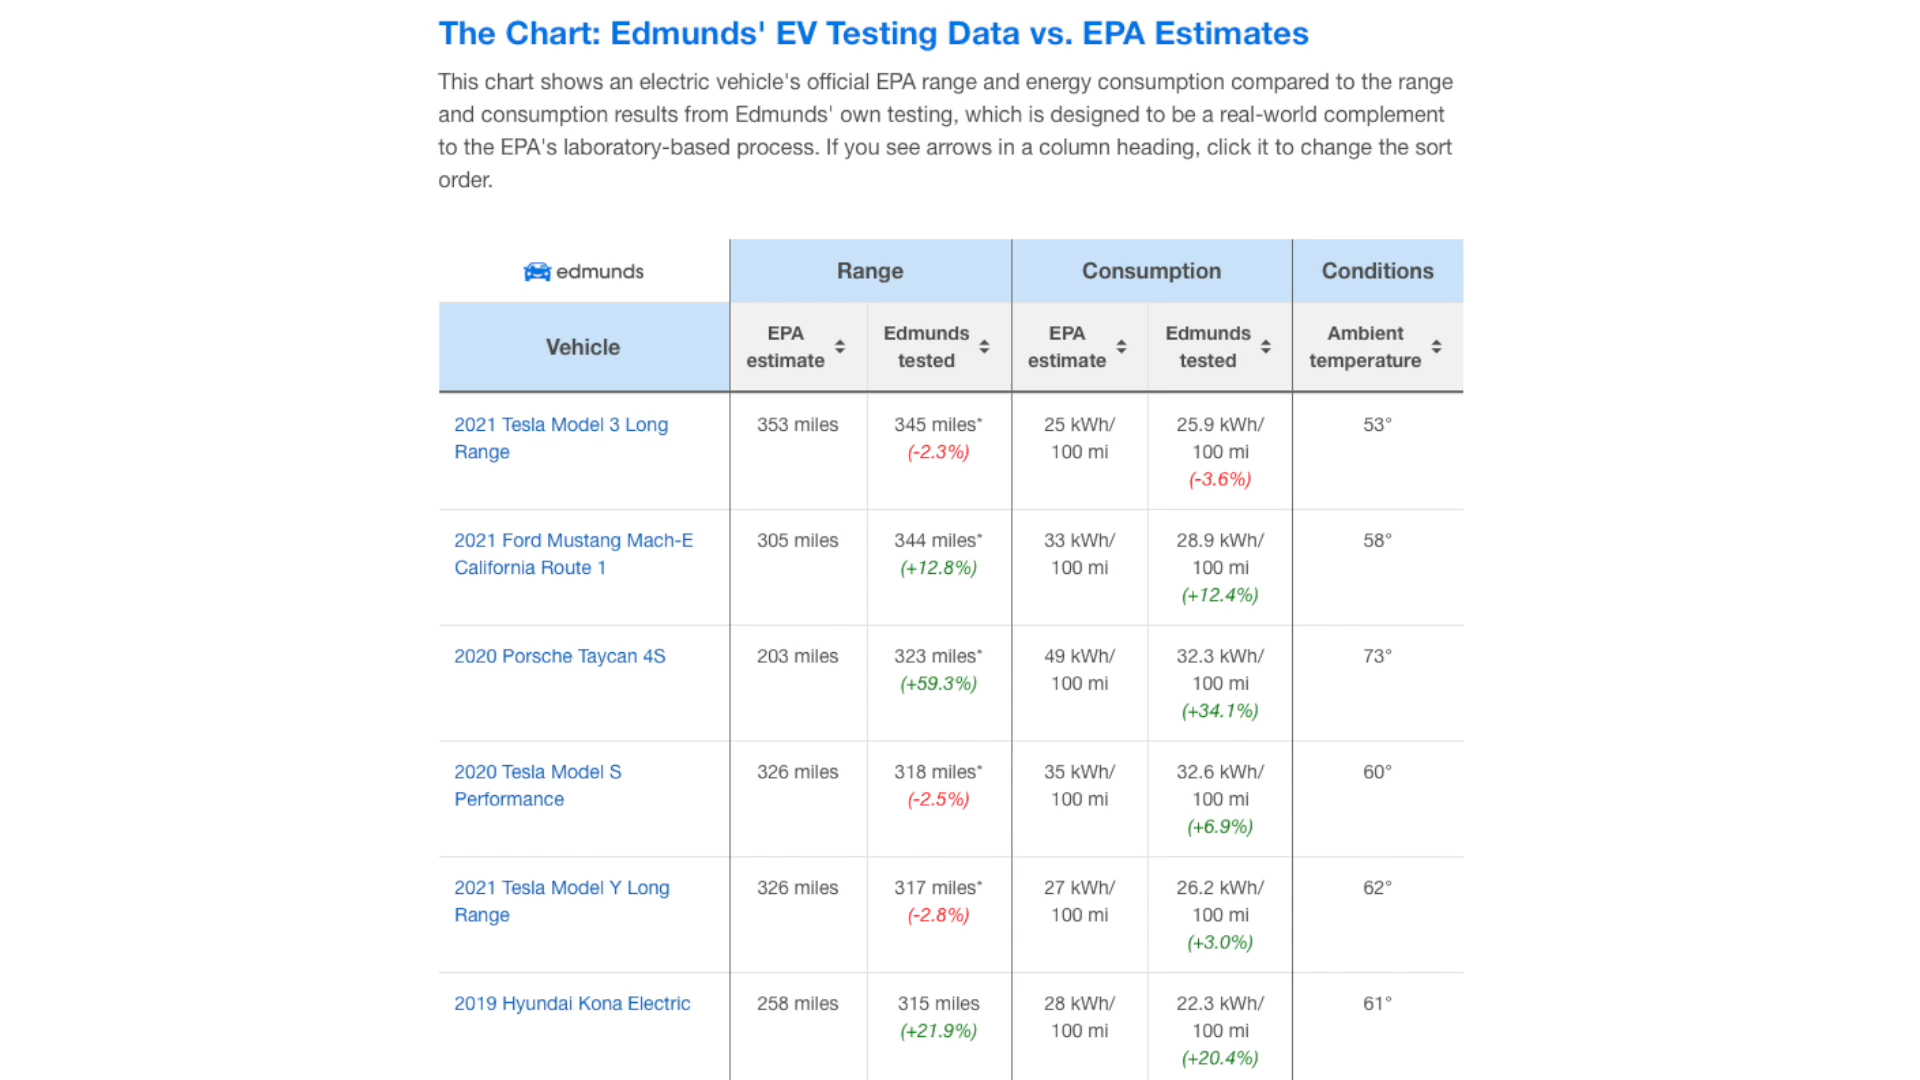 The Chart: Edmunds' EV Testing Data vs. EPA Estimates
This chart shows an electric vehicle's official EPA range and energy consumption compared to the range
and consumption results from Edmunds' own testing, which is designed to be a real-world complement
to the EPA's laboratory-based process. If you see arrows in a column heading, click it to change the sort
order.
edmunds Range Consumption Conditions
Vehicle
EPA Edmunds EPA Edmunds Ambient
estimate tested estimate tested temperature
2021 Tesla Model 3 Long 353 miles 345 miles* 25 kWh/ 25.9 kWh/ 53°
Range (-2.3%) 100 mi 100 mi
(-3.6%)
2021 Ford Mustang Mach-E 305 miles 344 miles* 33 kWh/ 28.9 kWh/ 58°
California Route 1 (+12.8%) 100 mi 100 mi
(+12.4%)
2020 Porsche Taycan 4S 203 miles 323 miles* 49 kWh/ 32.3 kWh/ 73°
(+59.3%) 100 mi 100 mi
(+34.1%)
2020 Tesla Model S 326 miles 318 miles* 35 kWh/ 32.6 kWh/ 60°
Performance (-2.5%) 100 mi 100 mi
(+6.9%)
2021 Tesla Model Y Long 326 miles 317 miles* 27 kWh/ 26.2 kWh/ 62°
Range (-2.8%) 100 mi 100 mi
(+3.0%)
2019 Hyundai Kona Electric 258 miles 315 miles 28 kWh/ 22.3 kWh/ 61°
(+21.9%) 100 mi 100 mi
(+20.4%)